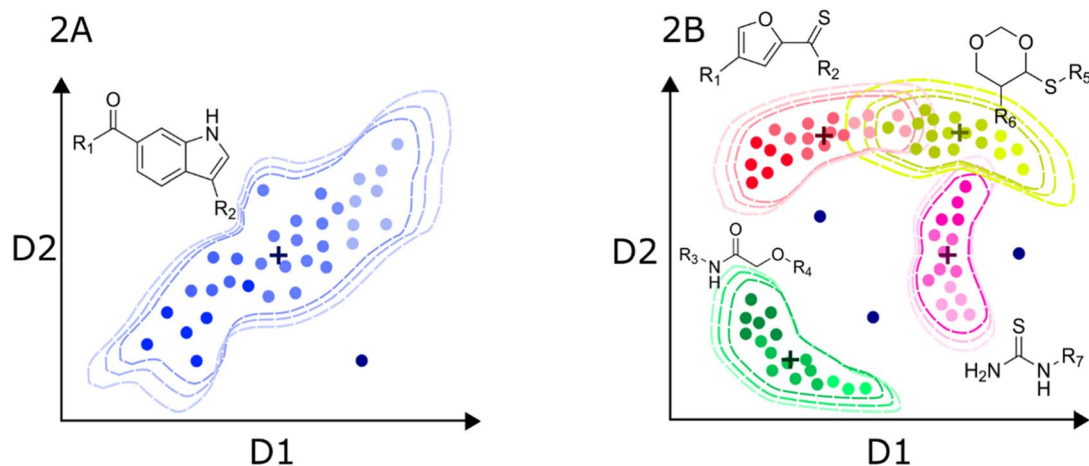 2A
O
R1
H
N
R2
D2
D1
2B
O
S
R1
R2
O
O
S
R5
R6
D2
R3
N
H
O
O
R4
S
H2N
N
H
R7
D1